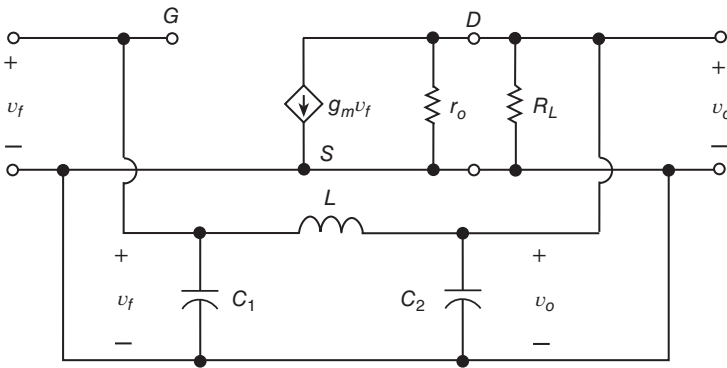 G
D
+
+
v_f
g_m v_f
r_o
R_L
v_o
–
–
S
L
+
+
v_f
C_1
C_2
v_o
–
–